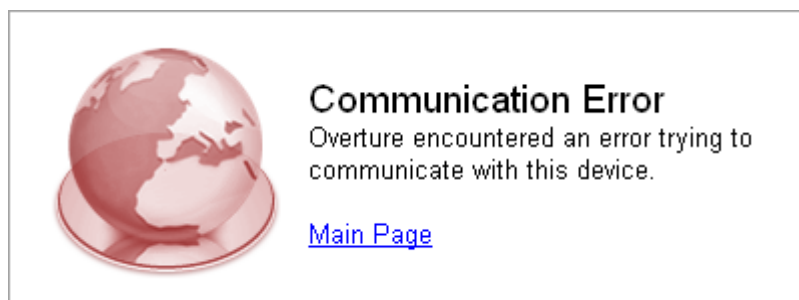 Communication Error
Overture encountered an error trying to
communicate with this device.
Main Page